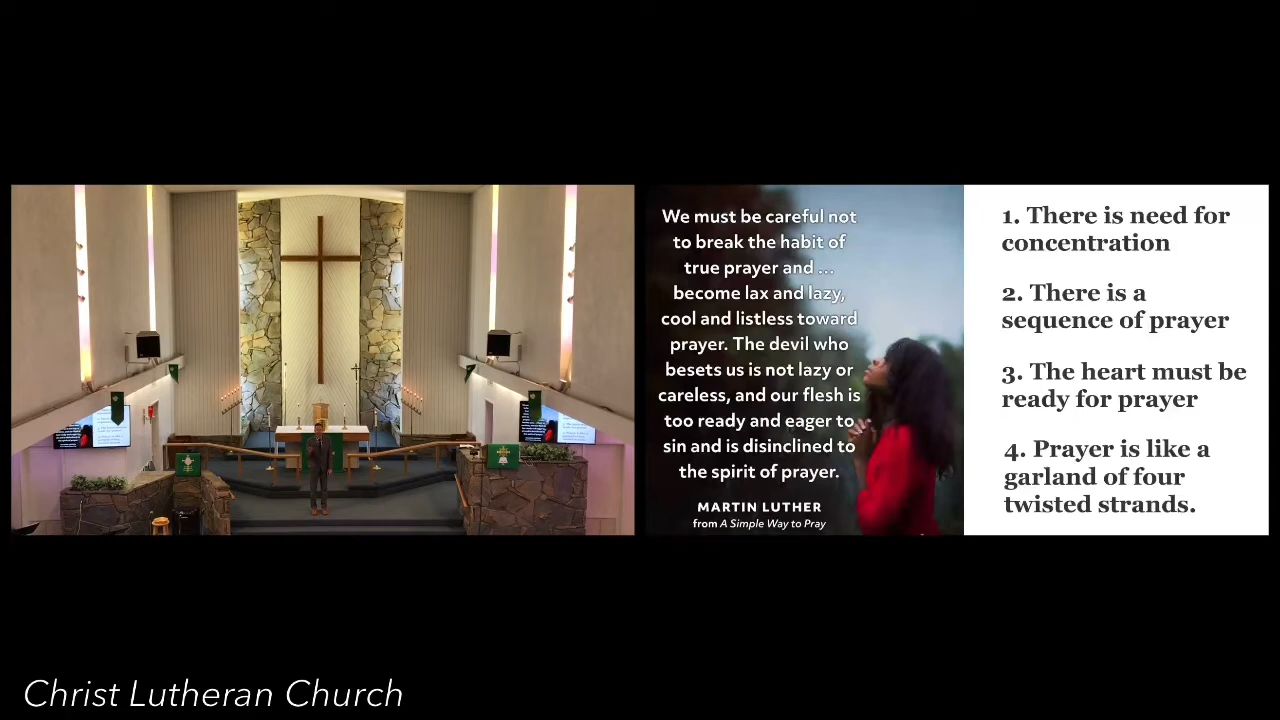 We must be careful not
to break the habit of
true prayer and ...
become lax and lazy,
cool and listless toward
prayer. The devil who
besets us is not lazy or
careless, and our flesh is
too ready and eager to
sin and is disinclined to
the spirit of prayer.
MARTIN LUTHER
from A Simple Way to Pray
1. There is need for
concentration
2. There is a
sequence of prayer
3. The heart must be
ready for prayer
4. Prayer is like a
garland of four
twisted strands.
Christ Lutheran Church